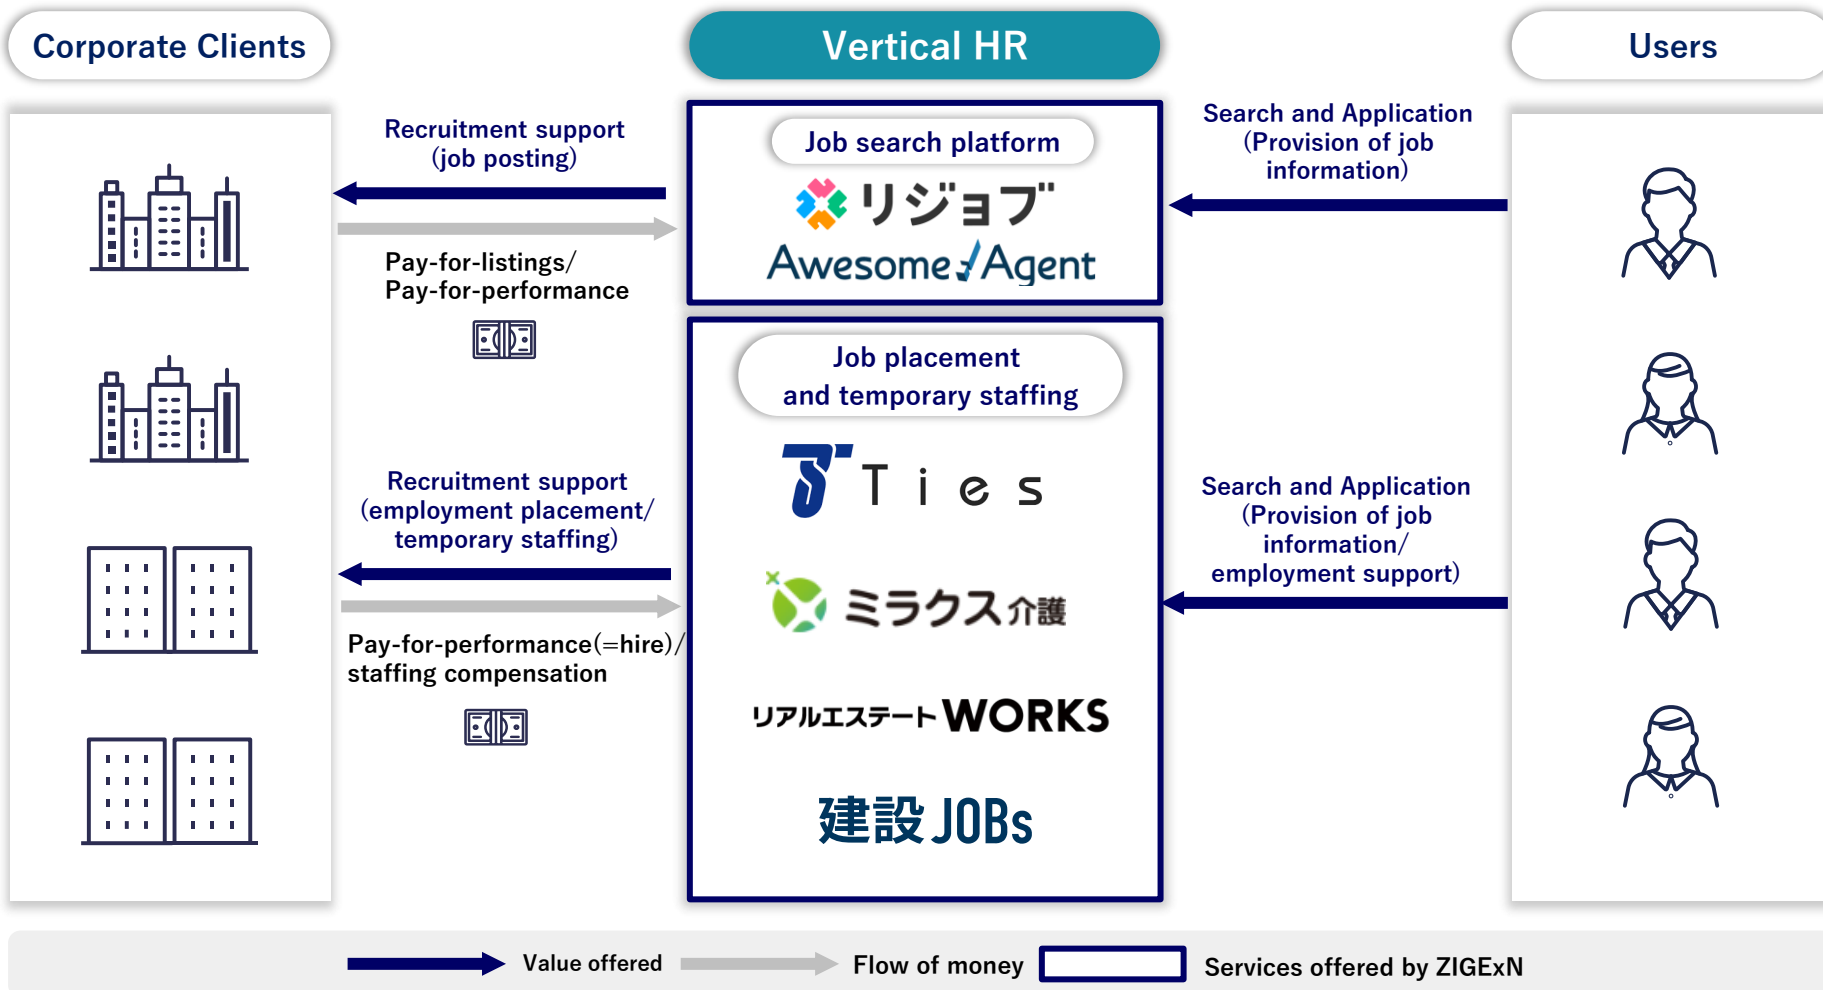 Corporate Clients
Vertical HR
Users
Recruitment support
(job posting)
Pay-for-listings/
Pay-for-performance
Job search platform
リジョブ
Awesome Agent
Search and Application
(Provision of job
information)
Recruitment support
(employment placement/
temporary staffing)
Pay-for-performance(=hire)/
staffing compensation
Job placement
and temporary staffing
Ties
ミラクス介護
リアルエステートWORKS
建設JOBs
Search and Application
(Provision of job
information/
employment support)
Value offered
Flow of money
Services offered by ZIGExN